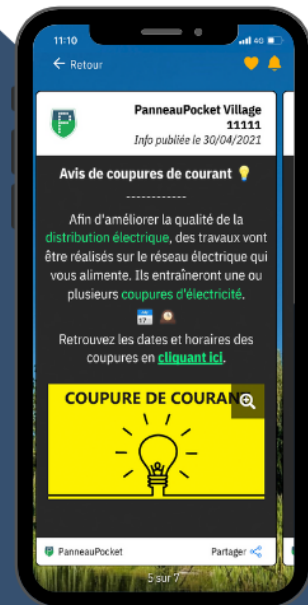 11:10
4G
← Retour
PanneauPocket Village
11111
Info publiée le 30/04/2021
Avis de coupures de courant
------------
Afin d'améliorer la qualité de la
distribution électrique, des travaux vont
être réalisés sur le réseau électrique qui
vous alimente. Ils entraîneront une ou
plusieurs coupures d'électricité.
17
Retrouvez les dates et horaires des
coupures en cliquant ici.
COUPURE DE COURAN
PanneauPocket
Partager
5 sur 7